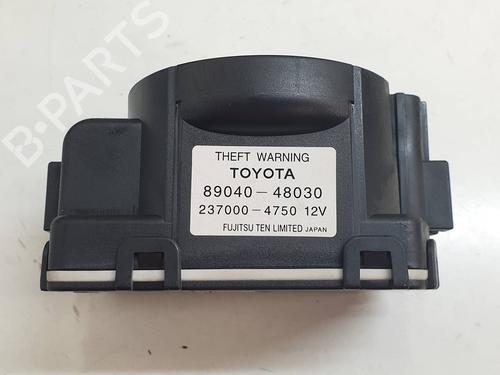 B-PARTS
THEFT WARNING
TOYOTA
89040-48030
237000-4750 12V
FUJITSU TEN LIMITED JAPAN